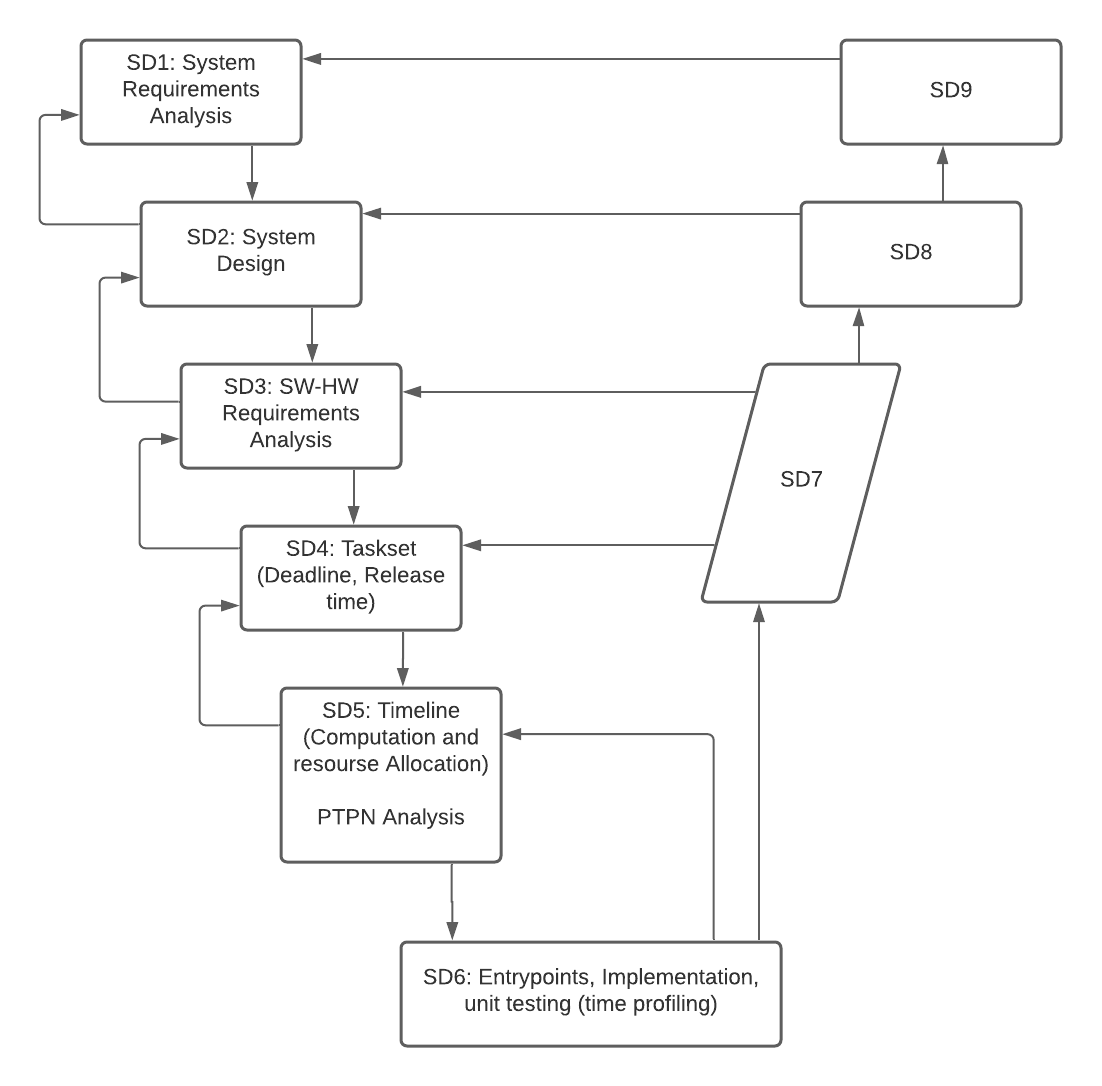 SD1: System
Requirements
Analysis
SD9
SD2: System
Design
SD8
SD3: SW-HW
Requirements
Analysis
SD7
SD4: Taskset
(Deadline, Release
time)
SD5: Timeline
(Computation and
resourse Allocation)
PTPN Analysis
SD6: Entrypoints, Implementation,
unit testing (time profiling)